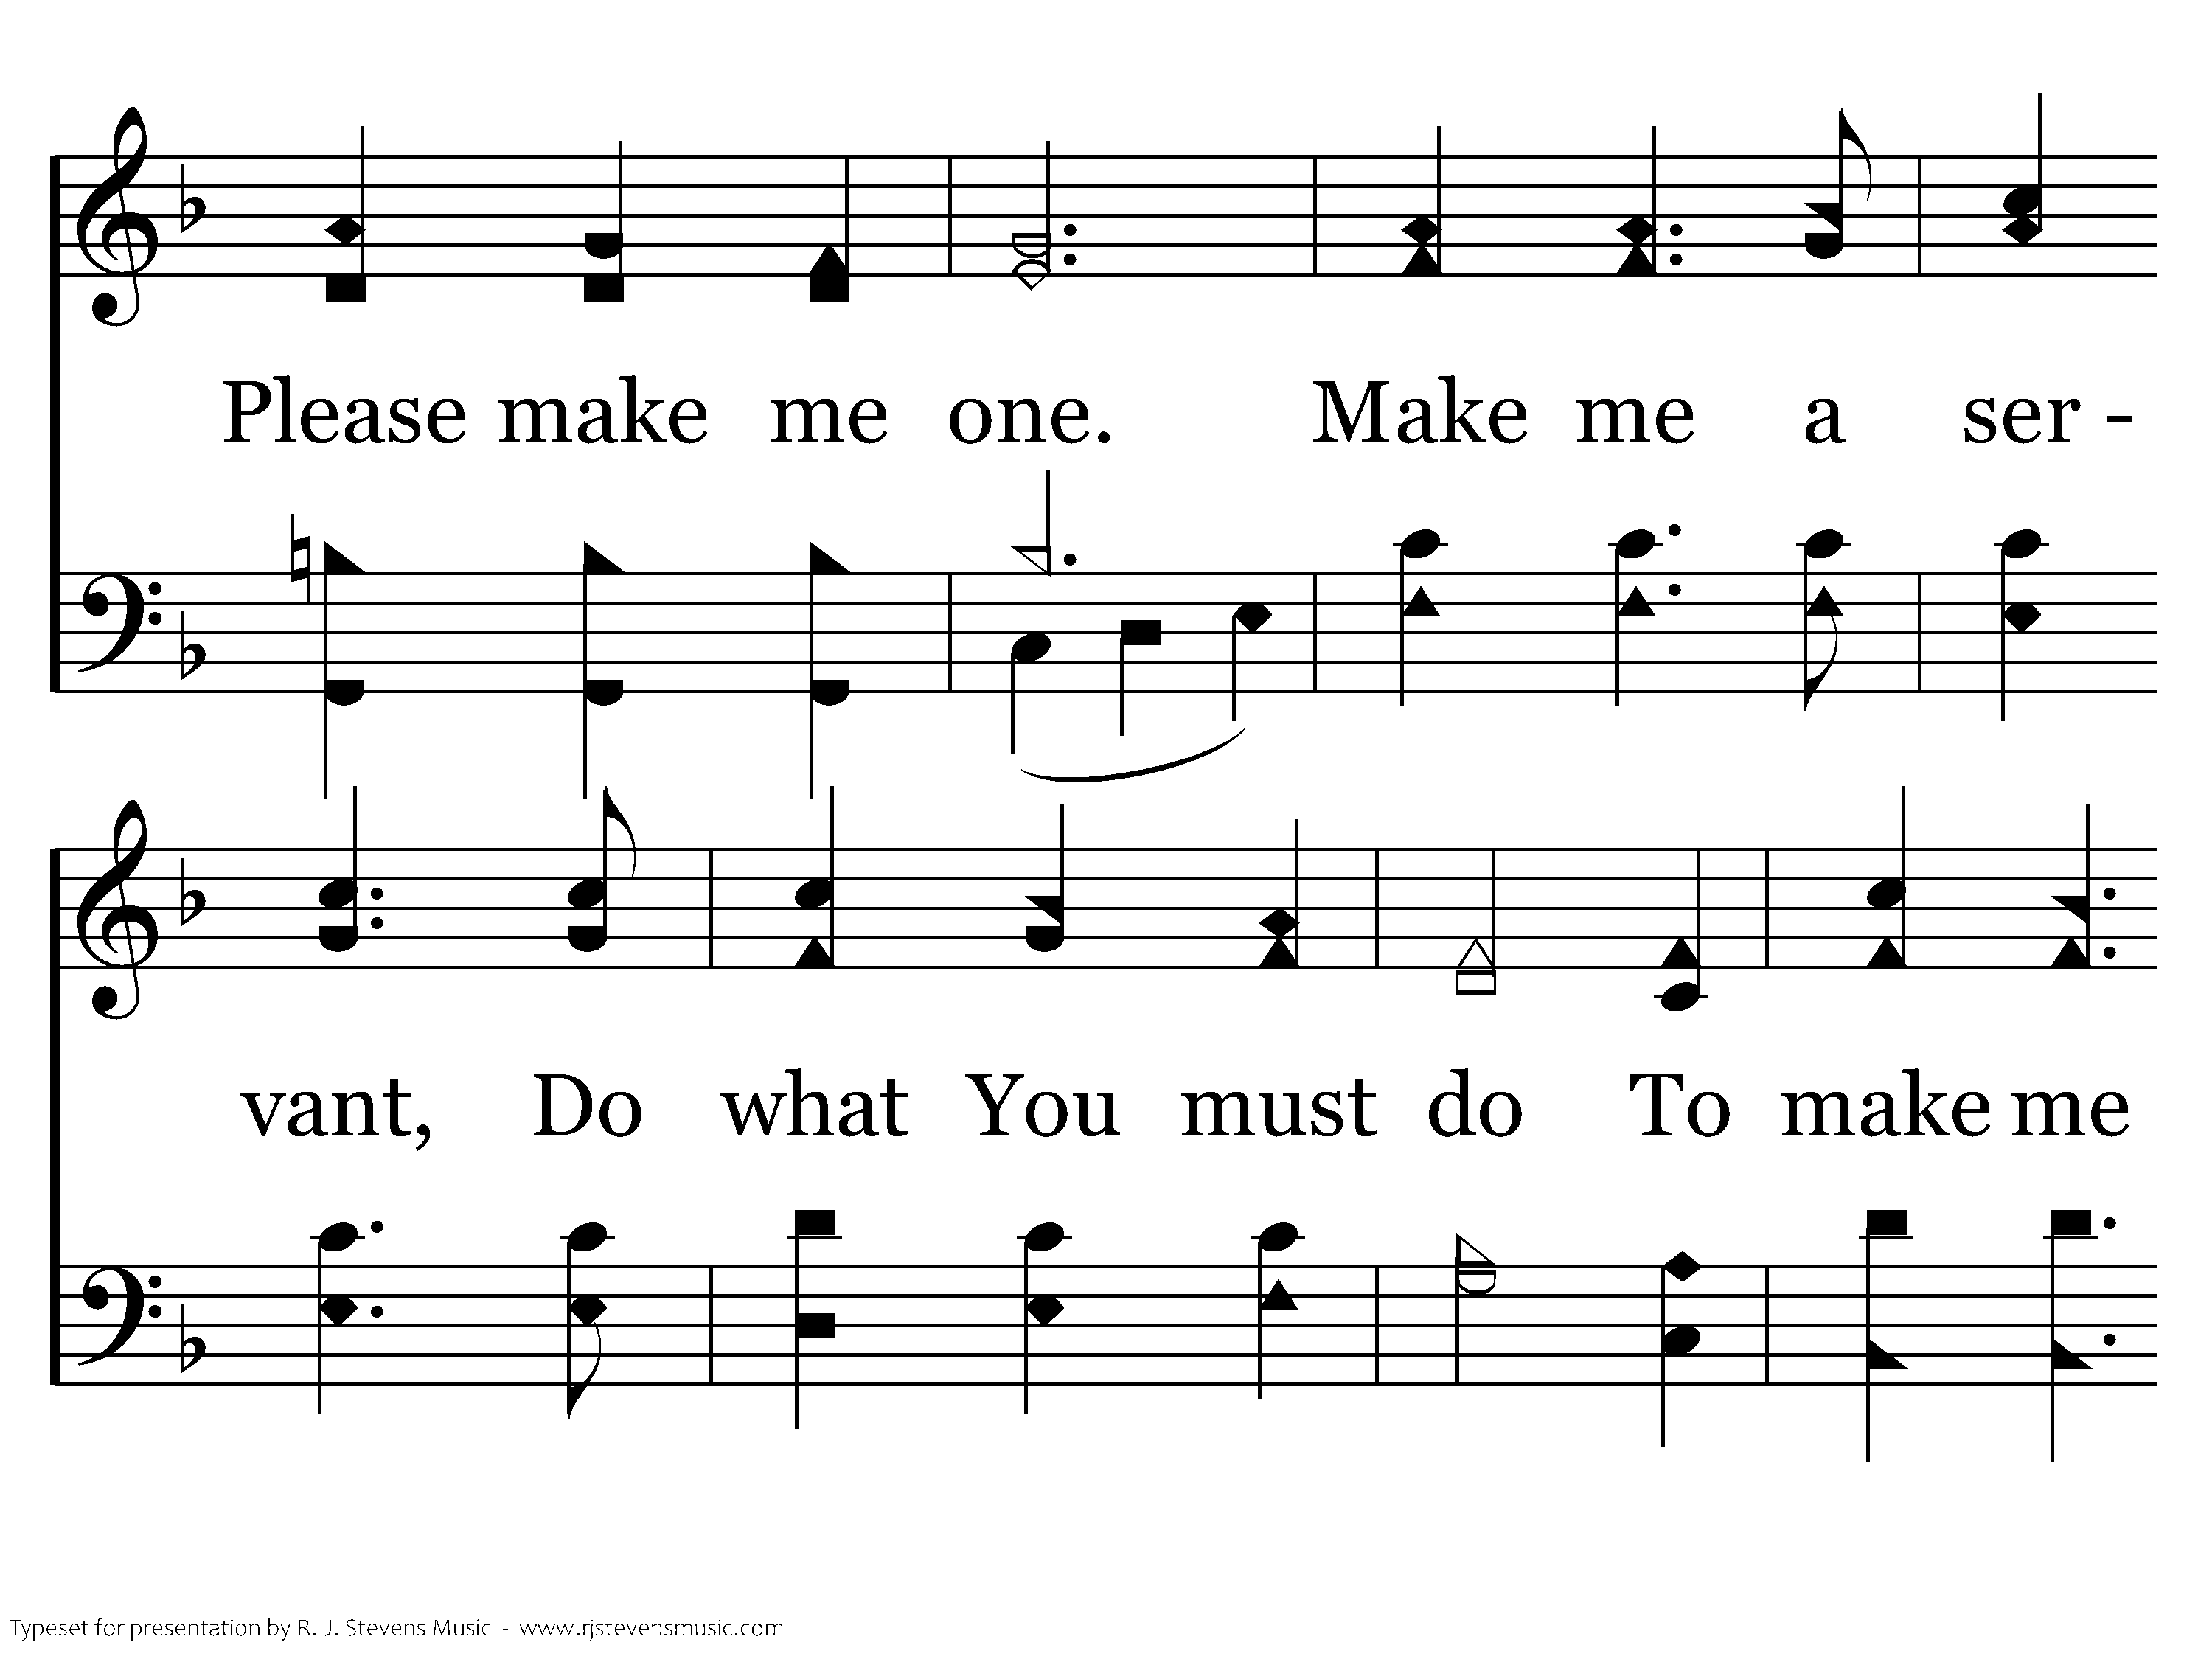 Please make me one. Make me a ser -
vant, Do what You must do To make me
Typeset for presentation by R. J. Stevens Music - www.rjstevensmusic.com